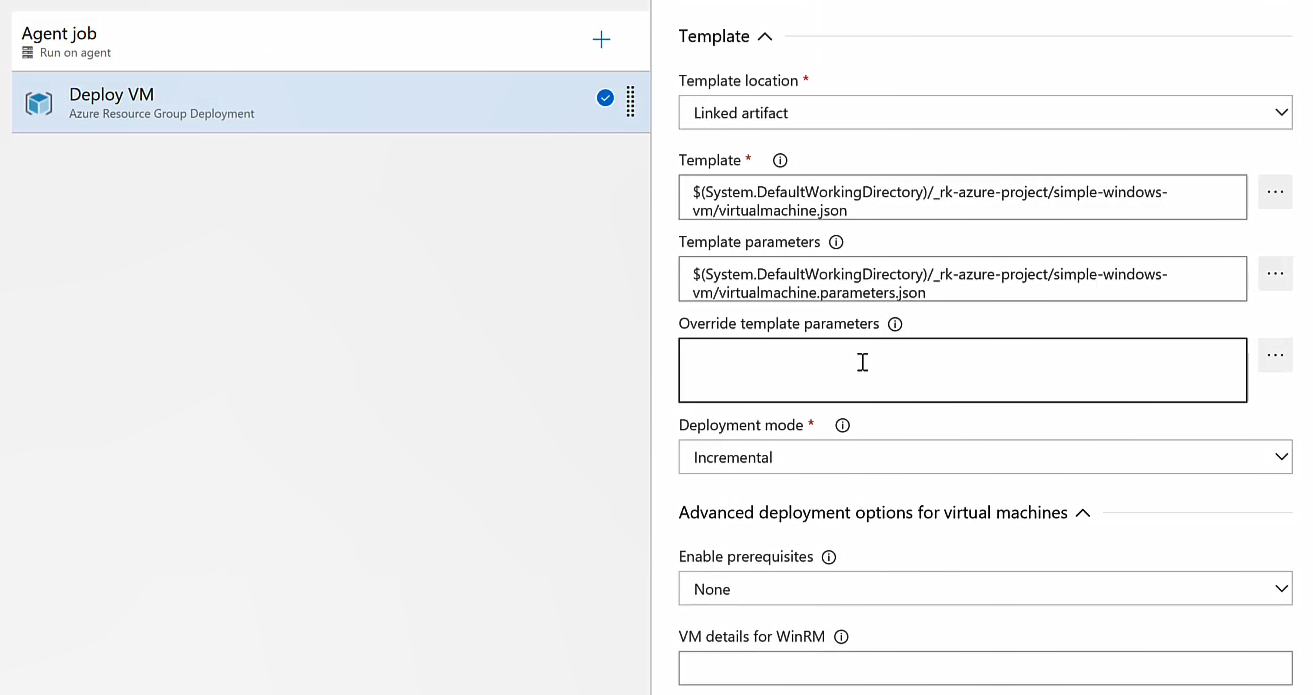 Agent job
Run on agent
Deploy VM
Azure Resource Group Deployment
Template
Template location *
Linked artifact
Template *
$(System.DefaultWorkingDirectory)/_rk-azure-project/simple-windows-
vm/virtualmachine.json
...
Template parameters
$(System.DefaultWorkingDirectory)/_rk-azure-project/simple-windows-
vm/virtualmachine.parameters.json
...
Override template parameters
...
Deployment mode *
Incremental
Advanced deployment options for virtual machines
Enable prerequisites
None
VM details for WinRM